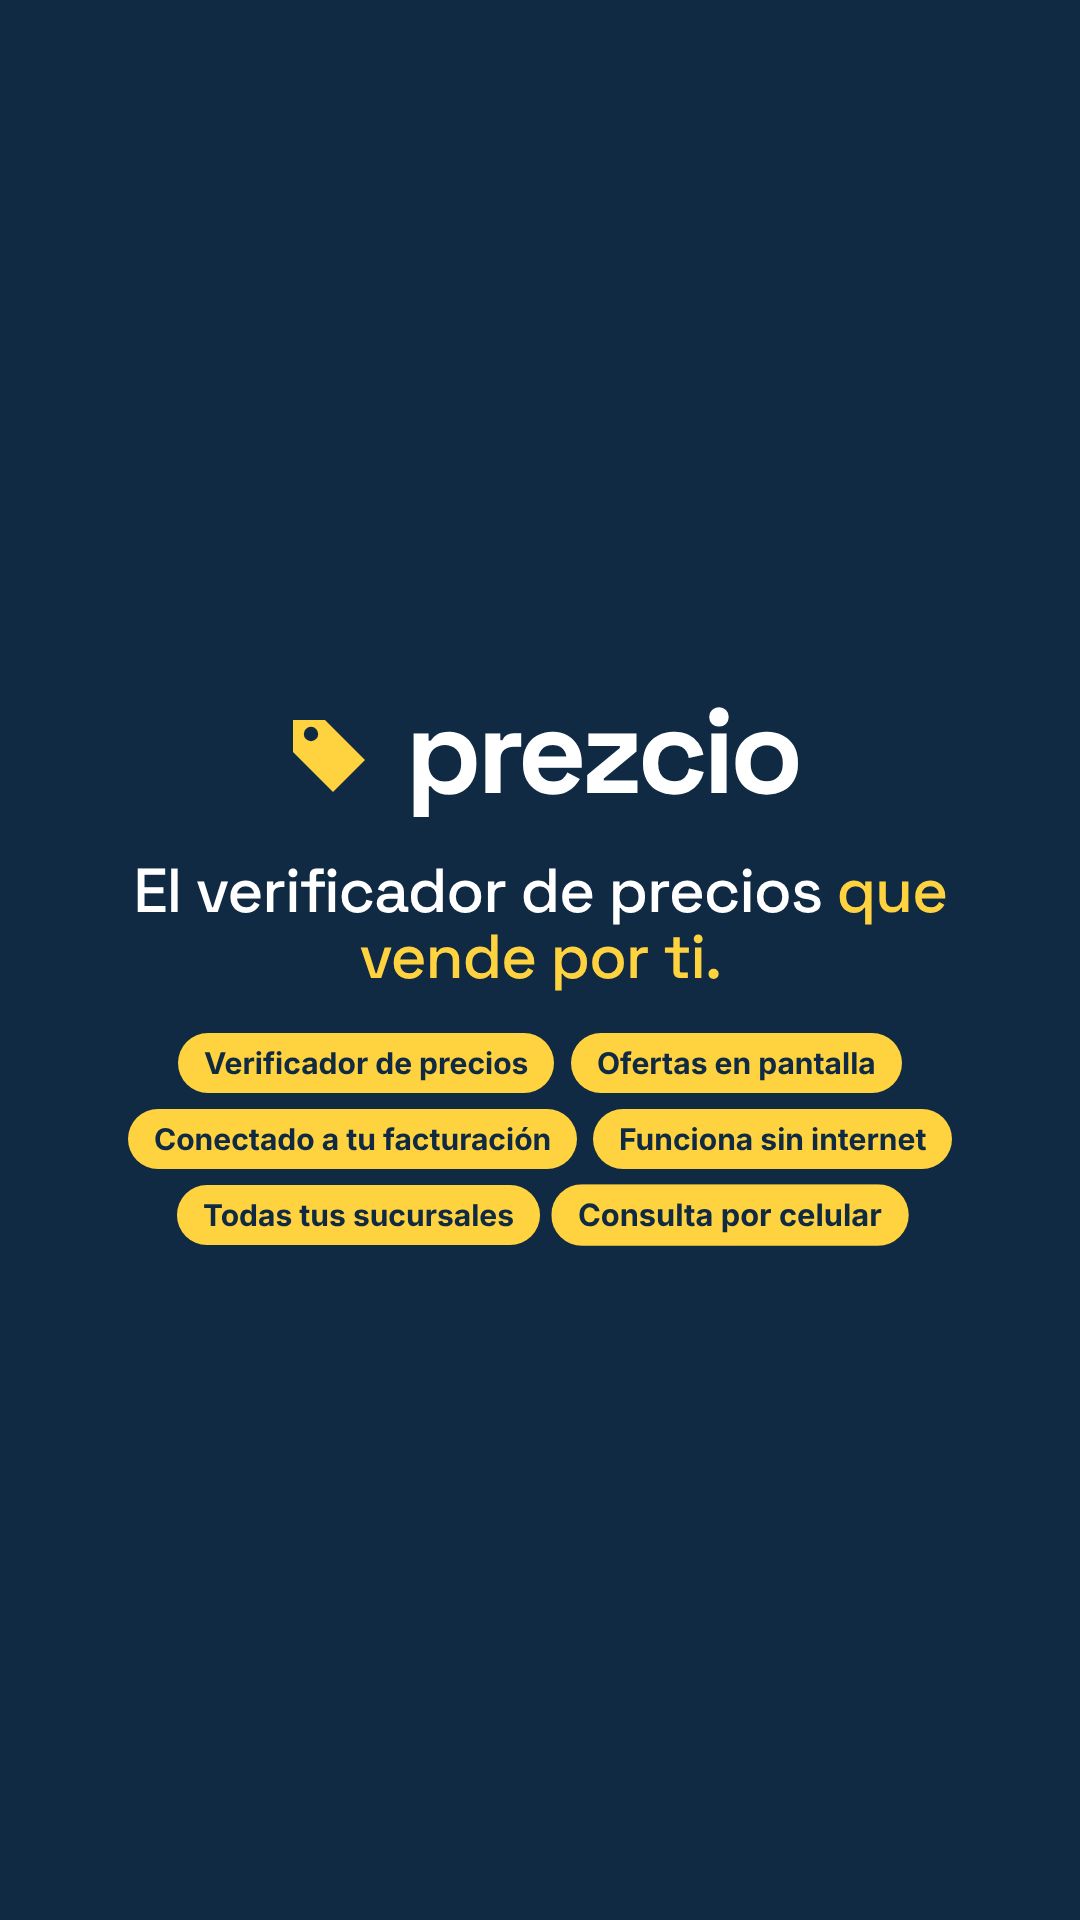 prezcio
El verificador de precios que
vende por ti.
Verificador de precios
Ofertas en pantalla
Conectado a tu facturación
Funciona sin internet
Todas tus sucursales
Consulta por celular